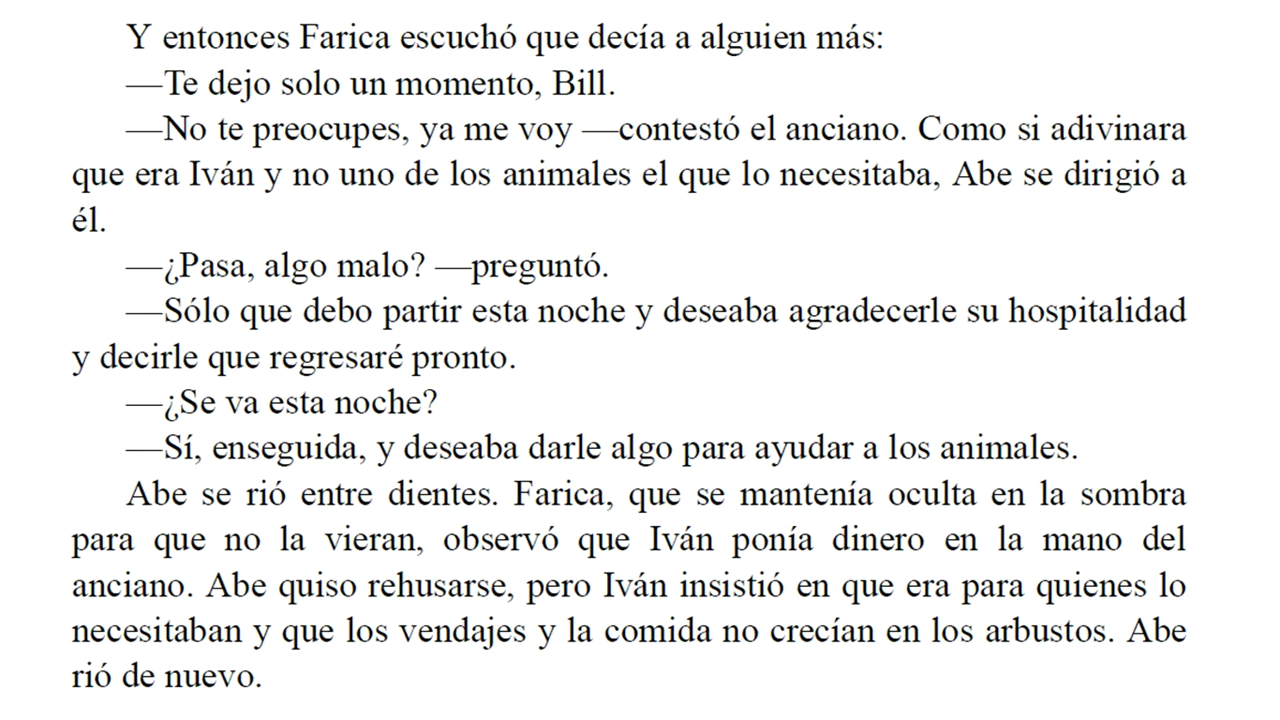 Y entonces Farica escuchó que decía a alguien más:
—Te dejo solo un momento, Bill.
—No te preocupes, ya me voy —contestó el anciano. Como si adivinara
que era Iván y no uno de los animales el que lo necesitaba, Abe se dirigió a
él.
—¿Pasa, algo malo? —preguntó.
—Sólo que debo partir esta noche y deseaba agradecerle su hospitalidad
y decirle que regresaré pronto.
—¿Se va esta noche?
—Sí, enseguida, y deseaba darle algo para ayudar a los animales.
Abe se rió entre dientes. Farica, que se mantenía oculta en la sombra
para que no la vieran, observó que Iván ponía dinero en la mano del
anciano. Abe quiso rehusarse, pero Iván insistió en que era para quienes lo
necesitaban y que los vendajes y la comida no crecían en los arbustos. Abe
rió de nuevo.